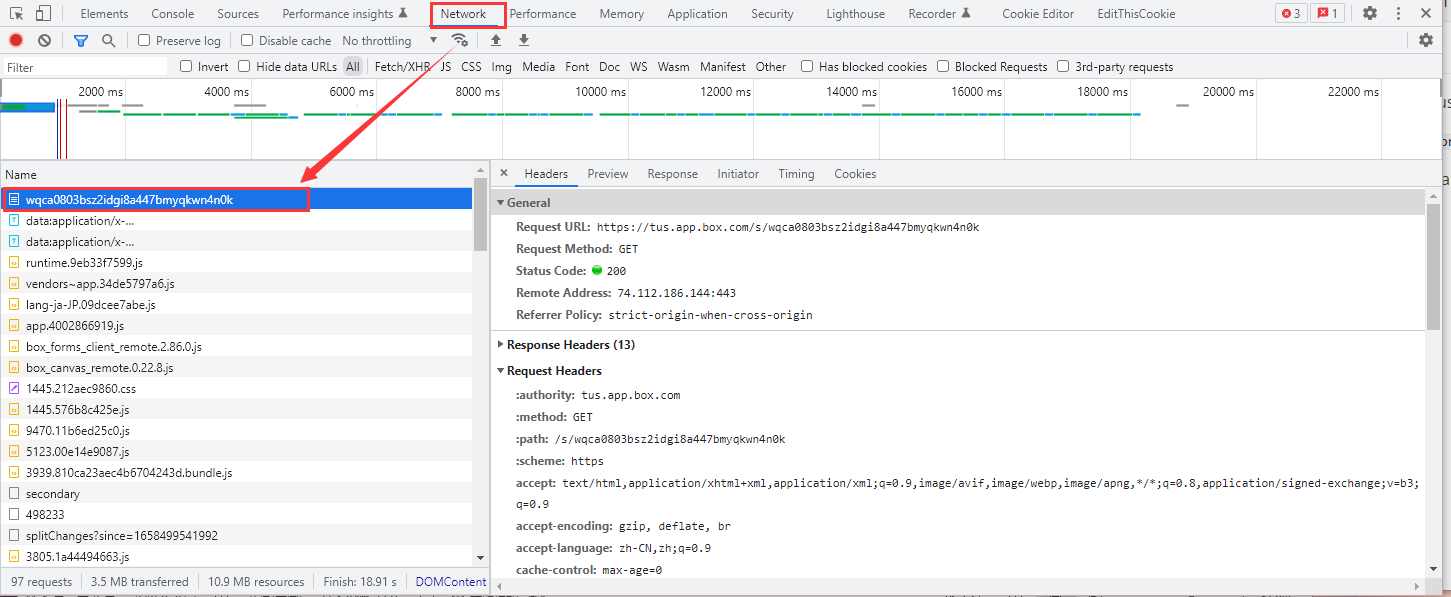 Elements Console Sources Performance insights Network Performance Memory Application Security Lighthouse Recorder Cookie Editor EditThisCookie 3 1
Preserve log Disable cache No throttling
Filter Invert Hide data URLs All Fetch/XHR JS CSS Img Media Font Doc WS Wasm Manifest Other Has blocked cookies Blocked Requests 3rd-party requests
2000 ms 4000 ms 6000 ms 8000 ms 10000 ms 12000 ms 14000 ms 16000 ms 18000 ms 20000 ms 22000 ms
Name
wqca0803bsz2idgi8a447bmyqkwn4n0k
data:application/x-...
data:application/x-...
runtime.9eb33f7599.js
vendors~app.34de5797a6.js
lang-ja-JP.09dcee7abe.js
app.4002866919.js
box_forms_client_remote.2.86.0.js
box_canvas_remote.0.22.8.js
1445.212aec9860.css
1445.576b8c425e.js
9470.11b6ed25c0.js
5123.00e14e9087.js
3939.810ca23aec4b6704243d.bundle.js
secondary
498233
splitChanges?since=1658499541992
3805.1a44494663.js
97 requests 3.5 MB transferred 10.9 MB resources Finish: 18.91 s DOMContent
Headers Preview Response Initiator Timing Cookies
General
Request URL: https://tus.app.box.com/s/wqca0803bsz2idgi8a447bmyqkwn4n0k
Request Method: GET
Status Code: 200
Remote Address: 74.112.186.144:443
Referrer Policy: strict-origin-when-cross-origin
Response Headers (13)
Request Headers
:authority: tus.app.box.com
:method: GET
:path: /s/wqca0803bsz2idgi8a447bmyqkwn4n0k
:scheme: https
accept: text/html,application/xhtml+xml,application/xml;q=0.9,image/avif,image/webp,image/apng,*/*;q=0.8,application/signed-exchange;v=b3;
q=0.9
accept-encoding: gzip, deflate, br
accept-language: zh-CN,zh;q=0.9
cache-control: max-age=0